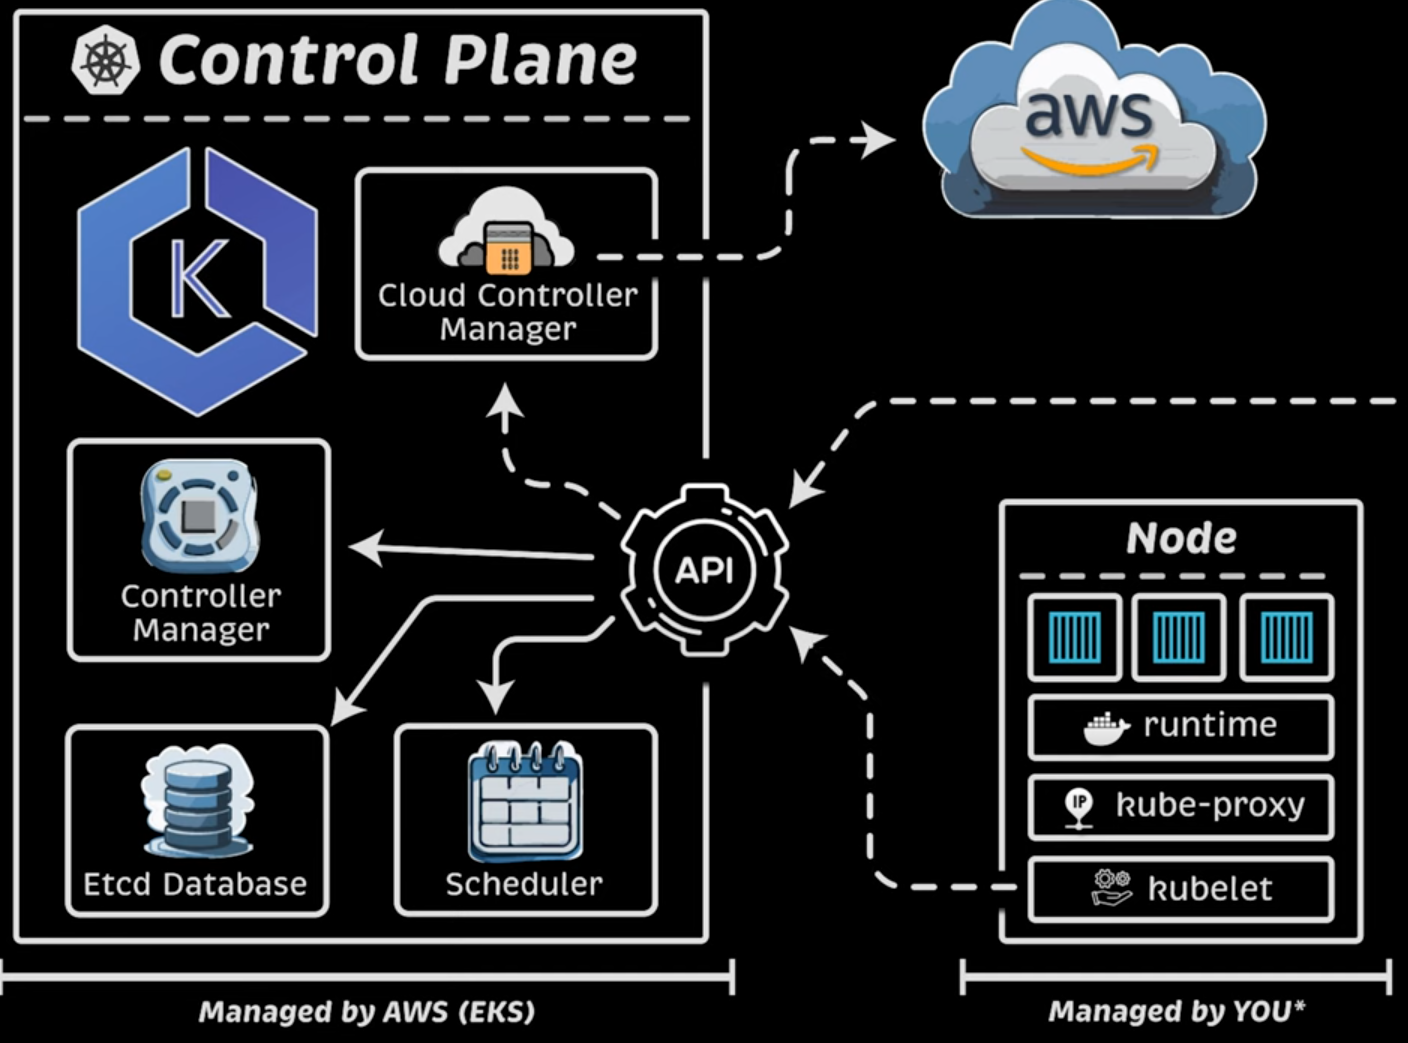 Control Plane
aws
K
Cloud Controller
Manager
Controller
Manager
API
Etcd Database
Scheduler
Node
runtime
IP
kube-proxy
kubelet
Managed by AWS (EKS)
Managed by YOU*